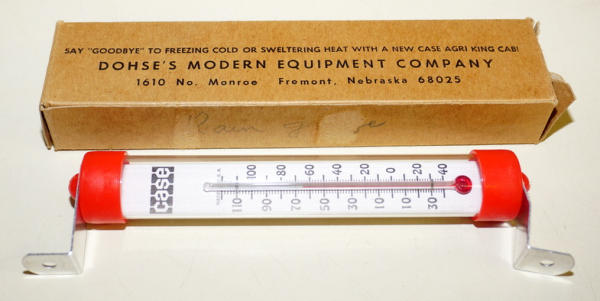 SAY "GOODBYE" TO FREEZING COLD OR SWELTERING HEAT WITH A NEW CASE AGRI KING CAB!
DOHSE'S MODERN EQUIPMENT COMPANY
1610 No. Monroe Fremont, Nebraska 68025
Rain
case
100 80 60 40 20 0 20 40
110 90 70 50 30 10 10 30